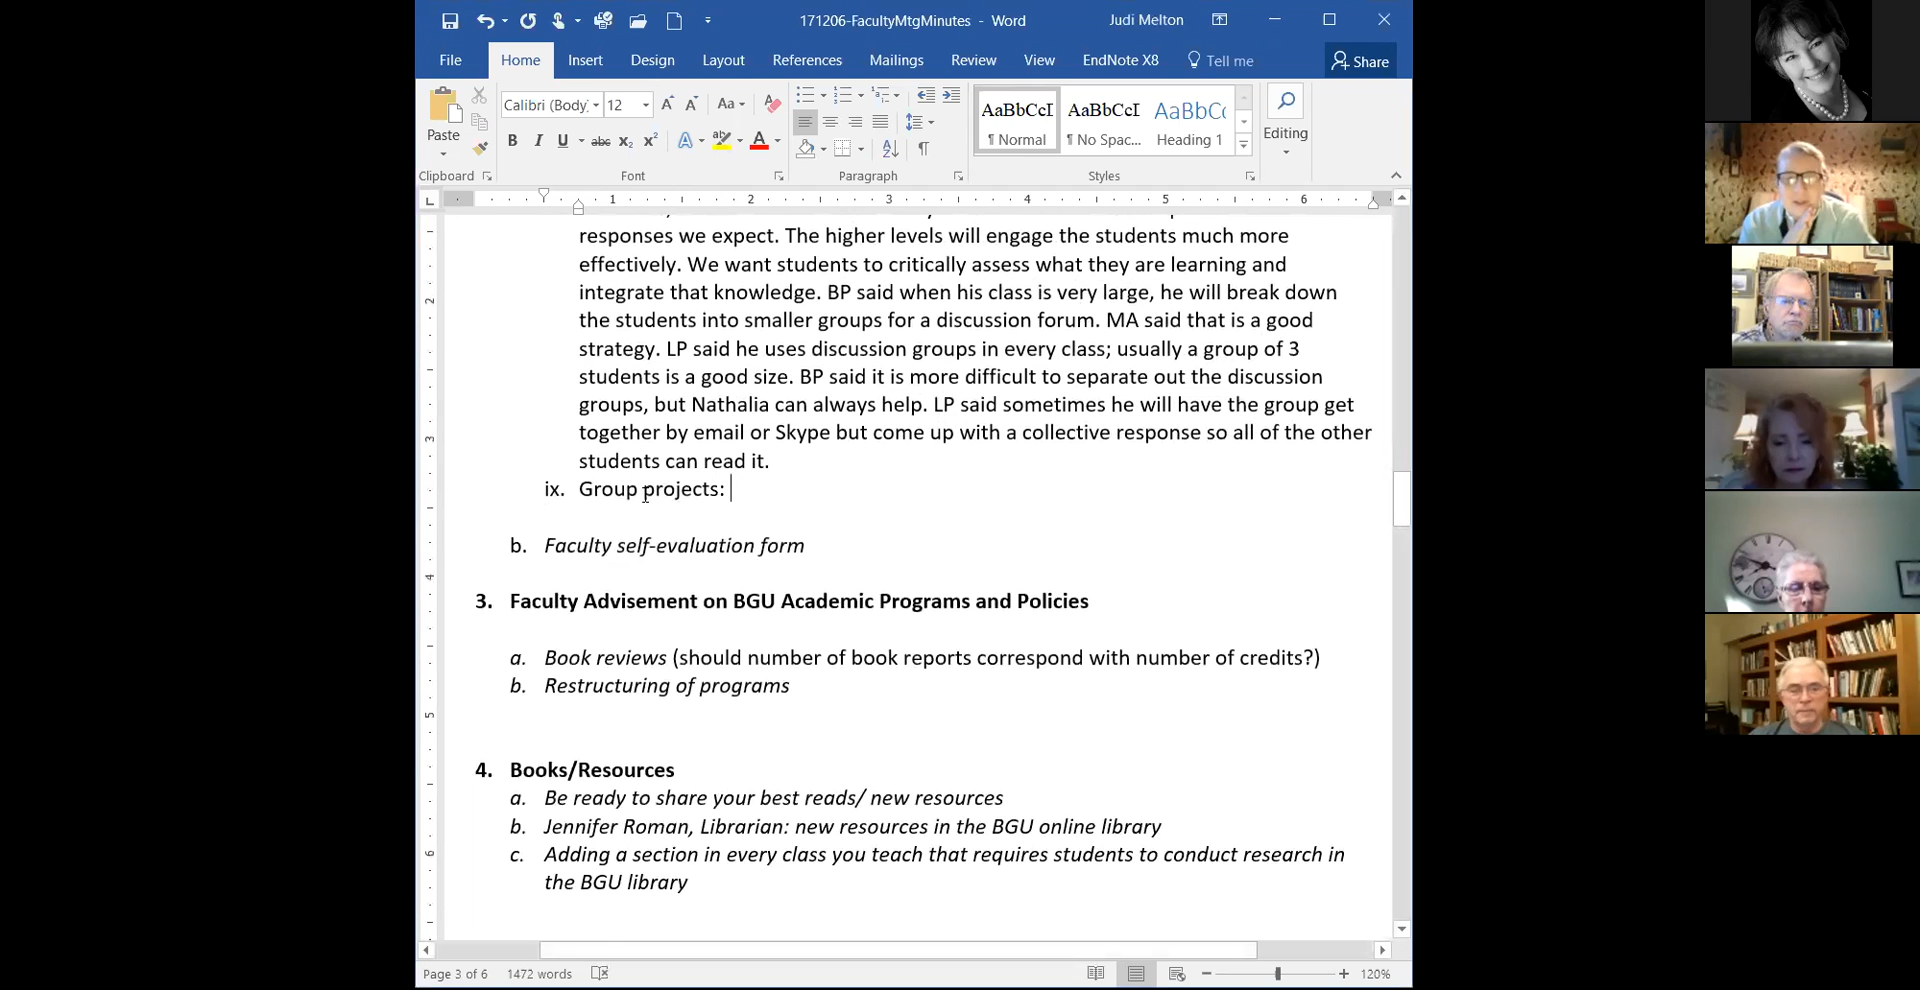 171206-FacultyMtgMinutes - Word
Judi Melton
File
Home
Insert
Design
Layout
References
Mailings
Review
View
EndNote X8
Tell me
Share
Paste
Calibri (Body
12
AaBbCcI
AaBbCcI
AaBbCc
¶ Normal
¶ No Spac...
Heading 1
Editing
Clipboard
Font
Paragraph
Styles
1 2 3 4 5 6
responses we expect. The higher levels will engage the students much more
effectively. We want students to critically assess what they are learning and
integrate that knowledge. BP said when his class is very large, he will break down
the students into smaller groups for a discussion forum. MA said that is a good
strategy. LP said he uses discussion groups in every class; usually a group of 3
students is a good size. BP said it is more difficult to separate out the discussion
groups, but Nathalia can always help. LP said sometimes he will have the group get
together by email or Skype but come up with a collective response so all of the other
students can read it.
ix. Group projects:
b. Faculty self-evaluation form
3. Faculty Advisement on BGU Academic Programs and Policies
a. Book reviews (should number of book reports correspond with number of credits?)
b. Restructuring of programs
4. Books/Resources
a. Be ready to share your best reads/ new resources
b. Jennifer Roman, Librarian: new resources in the BGU online library
c. Adding a section in every class you teach that requires students to conduct research in
the BGU library
Page 3 of 6
1472 words
120%